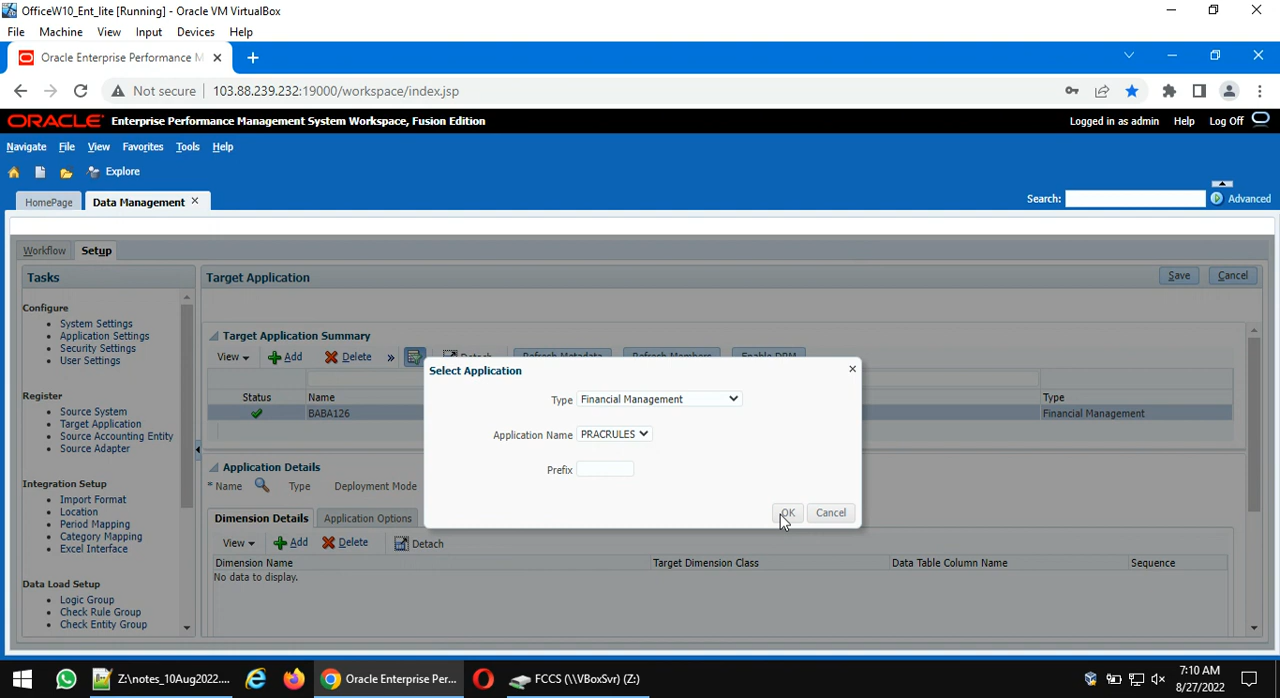 OfficeW10_Ent_lite [Running] - Oracle VM VirtualBox
File Machine View Input Devices Help
Oracle Enterprise Performance M
Not secure 103.88.239.232:19000/workspace/index.jsp
ORACLE Enterprise Performance Management System Workspace, Fusion Edition Logged in as admin Help Log Off
Navigate File View Favorites Tools Help
Explore
HomePage Data Management Search: Advanced
Workflow Setup
Tasks Target Application Save Cancel
Configure
System Settings
Application Settings
Security Settings
User Settings
Register
Source System
Target Application
Source Accounting Entity
Source Adapter
Integration Setup
Import Format
Location
Period Mapping
Category Mapping
Excel Interface
Data Load Setup
Logic Group
Check Rule Group
Check Entity Group
Target Application Summary
View Add Delete » Detach Refresh Metadata Refresh Members Enable DRM
Status Name Type
BABA126 Financial Management
Select Application
Type Financial Management
Application Name PRACRULES
Prefix
OK Cancel
Application Details
* Name Type Deployment Mode
Dimension Details Application Options
View Add Delete Detach
Dimension Name Target Dimension Class Data Table Column Name Sequence
No data to display.
Z:\notes_10Aug2022.... Oracle Enterprise Per... FCCS (\\VBoxSvr) (Z:)
7:10 AM
8/27/2022